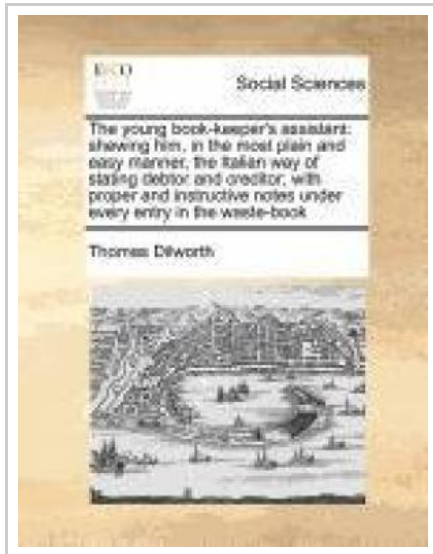 ECCO
Social Sciences
The young book-keeper's assistant:
shewing him, in the most plain and
easy manner, the Italian way of
stating debtor and creditor; with
proper and instructive notes under
every entry in the waste-book
Thomas Dilworth